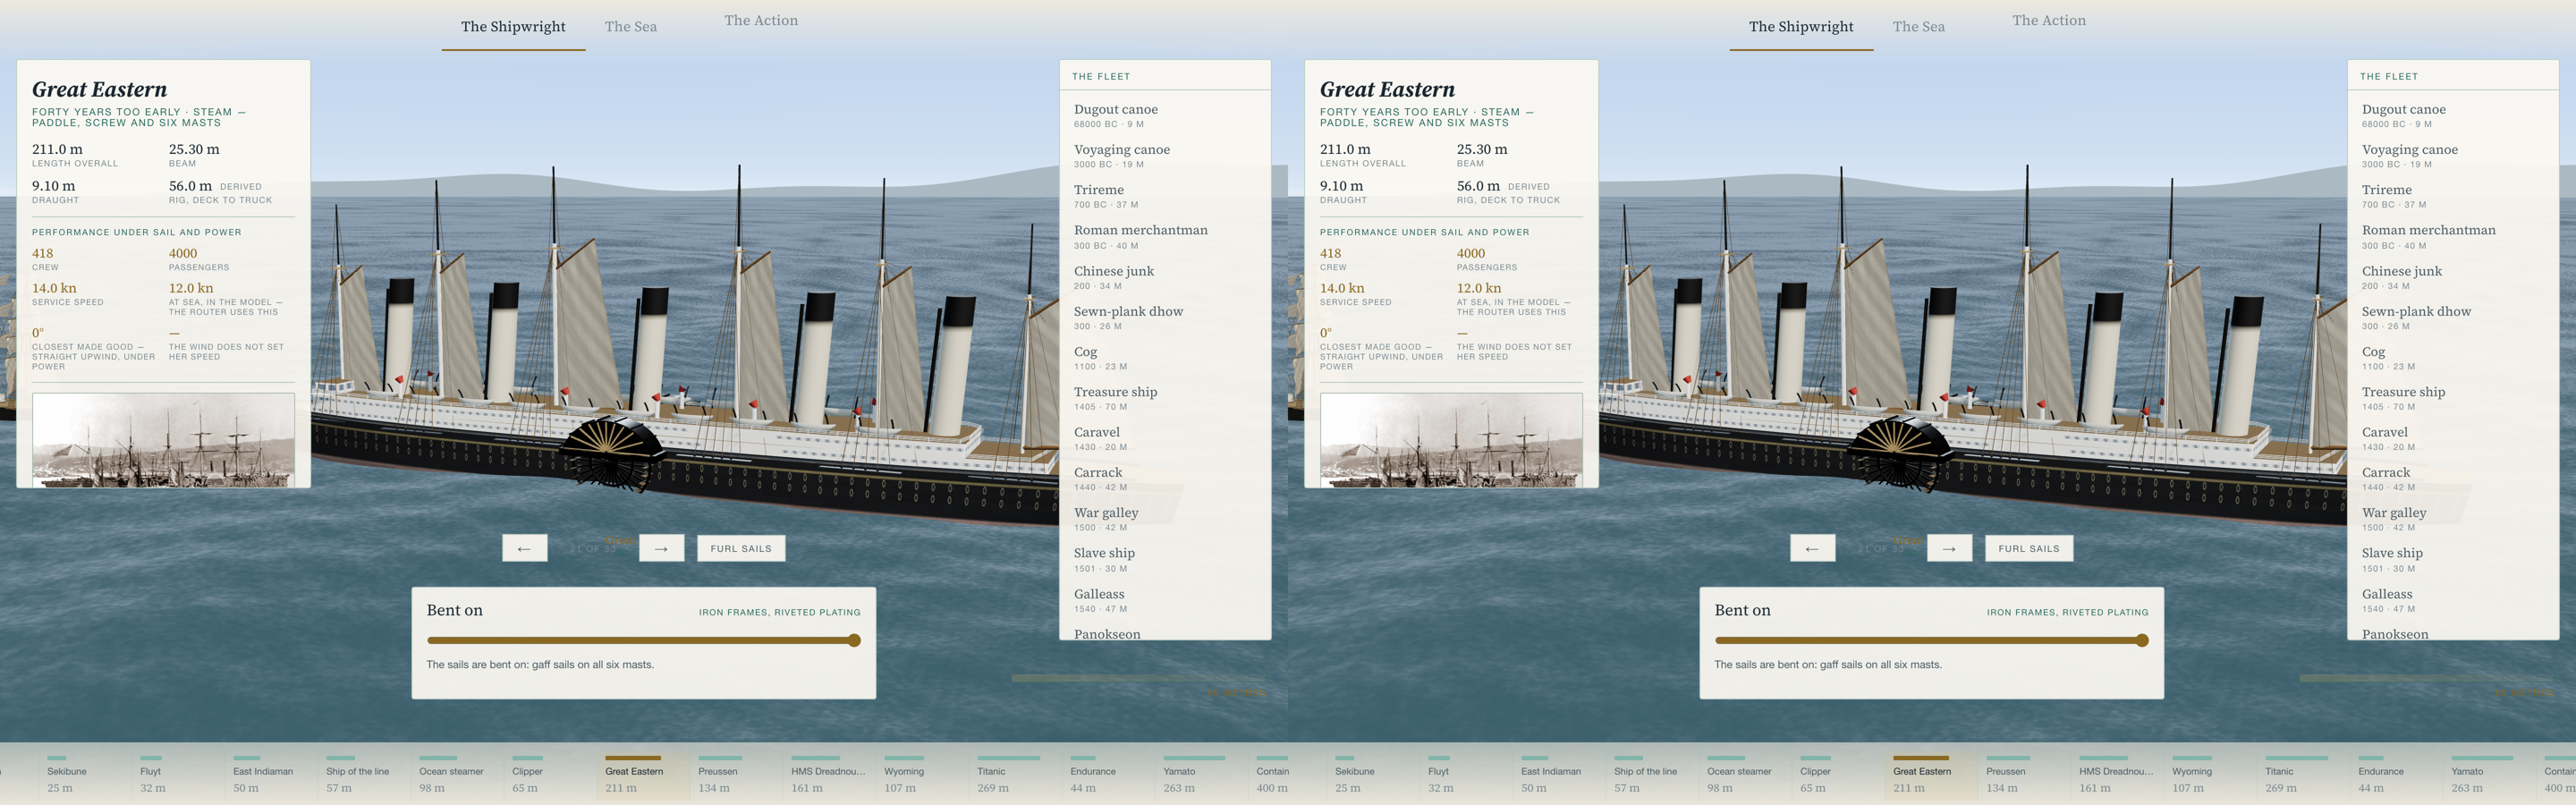 The Shipwright
The Sea
The Action
Great Eastern
FORTY YEARS TOO EARLY · STEAM —
PADDLE, SCREW AND SIX MASTS
211.0 m
25.30 m
LENGTH OVERALL
BEAM
9.10 m
56.0 m DERIVED
DRAUGHT
RIG, DECK TO TRUCK
PERFORMANCE UNDER SAIL AND POWER
418
4000
CREW
PASSENGERS
14.0 kn
12.0 kn
SERVICE SPEED
AT SEA, IN THE MODEL —
THE ROUTER USES THIS
0°
—
CLOSEST MADE GOOD —
STRAIGHT UPWIND, UNDER
POWER
THE WIND DOES NOT SET
HER SPEED
THE FLEET
Dugout canoe
68000 BC · 9 M
Voyaging canoe
3000 BC · 19 M
Trireme
700 BC · 37 M
Roman merchantman
300 BC · 40 M
Chinese junk
200 · 34 M
Sewn-plank dhow
300 · 26 M
Cog
1100 · 23 M
Treasure ship
1405 · 70 M
Caravel
1430 · 20 M
Carrack
1440 · 42 M
War galley
1500 · 42 M
Slave ship
1501 · 30 M
Galleass
1540 · 47 M
Panokseon
←
OF 33
→
FURL SAILS
Bent on
IRON FRAMES, RIVETED PLATING
The sails are bent on: gaff sails on all six masts.
Sekibune
25 m
Fluyt
32 m
East Indiaman
50 m
Ship of the line
57 m
Ocean steamer
98 m
Clipper
65 m
Great Eastern
211 m
Preussen
134 m
HMS Dreadnou...
161 m
Wyoming
107 m
Titanic
269 m
Endurance
44 m
Yamato
263 m
Contain
400 m
The Shipwright
The Sea
The Action
Great Eastern
FORTY YEARS TOO EARLY · STEAM —
PADDLE, SCREW AND SIX MASTS
211.0 m
25.30 m
LENGTH OVERALL
BEAM
9.10 m
56.0 m DERIVED
DRAUGHT
RIG, DECK TO TRUCK
PERFORMANCE UNDER SAIL AND POWER
418
4000
CREW
PASSENGERS
14.0 kn
12.0 kn
SERVICE SPEED
AT SEA, IN THE MODEL —
THE ROUTER USES THIS
0°
—
CLOSEST MADE GOOD —
STRAIGHT UPWIND, UNDER
POWER
THE WIND DOES NOT SET
HER SPEED
THE FLEET
Dugout canoe
68000 BC · 9 M
Voyaging canoe
3000 BC · 19 M
Trireme
700 BC · 37 M
Roman merchantman
300 BC · 40 M
Chinese junk
200 · 34 M
Sewn-plank dhow
300 · 26 M
Cog
1100 · 23 M
Treasure ship
1405 · 70 M
Caravel
1430 · 20 M
Carrack
1440 · 42 M
War galley
1500 · 42 M
Slave ship
1501 · 30 M
Galleass
1540 · 47 M
Panokseon
←
OF 33
→
FURL SAILS
Bent on
IRON FRAMES, RIVETED PLATING
The sails are bent on: gaff sails on all six masts.
Sekibune
25 m
Fluyt
32 m
East Indiaman
50 m
Ship of the line
57 m
Ocean steamer
98 m
Clipper
65 m
Great Eastern
211 m
Preussen
134 m
HMS Dreadnou...
161 m
Wyoming
107 m
Titanic
269 m
Endurance
44 m
Yamato
263 m
Contain
400 m